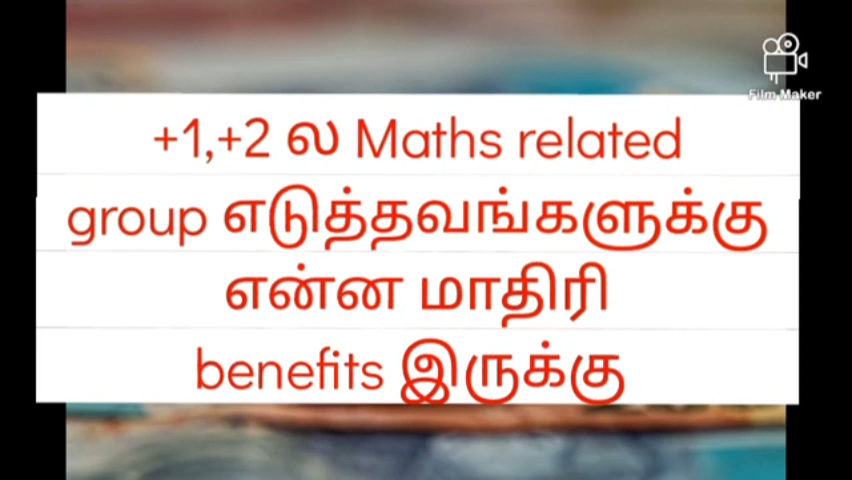 Film Maker
+1,+2 ல Maths related
group எடுத்தவங்களுக்கு
என்ன மாதிரி
benefits இருக்கு